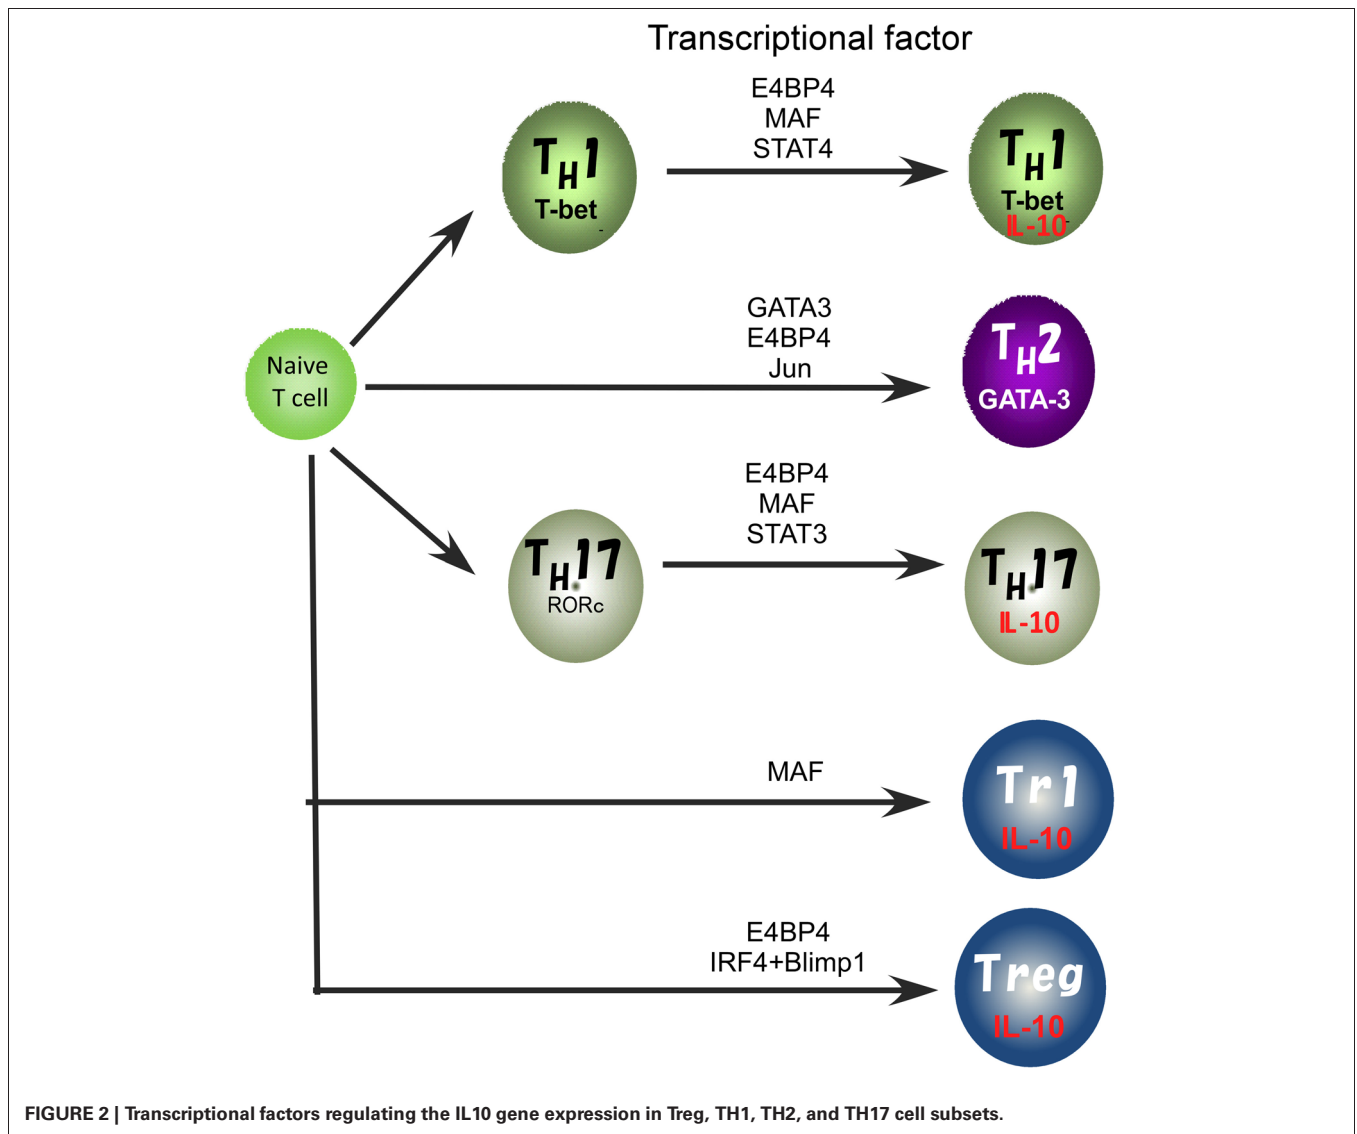 Transcriptional factor
E4BP4
MAF
STAT4
TH1
T-bet
-
TH1
T-bet
-
IL-10
GATA3
E4BP4
Jun
TH2
GATA-3
Naive
T cell
E4BP4
MAF
STAT3
TH17
RORc
TH17
IL-10
MAF
Tr1
IL-10
E4BP4
IRF4+Blimp1
Treg
IL-10
FIGURE 2 | Transcriptional factors regulating the IL10 gene expression in Treg, TH1, TH2, and TH17 cell subsets.